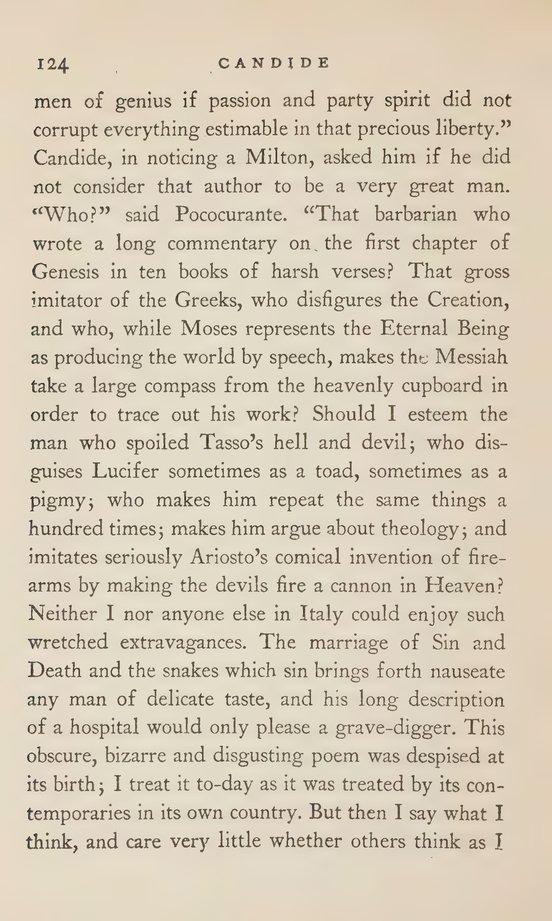 124 CANDIDE
men of genius if passion and party spirit did not
corrupt everything estimable in that precious liberty.”
Candide, in noticing a Milton, asked him if he did
not consider that author to be a very great man.
“Who?” said Pococurante. “That barbarian who
wrote a long commentary on the first chapter of
Genesis in ten books of harsh verses? That gross
imitator of the Greeks, who disfigures the Creation,
and who, while Moses represents the Eternal Being
as producing the world by speech, makes the Messiah
take a large compass from the heavenly cupboard in
order to trace out his work? Should I esteem the
man who spoiled Tasso’s hell and devil; who dis-
guises Lucifer sometimes as a toad, sometimes as a
pigmy; who makes him repeat the same things a
hundred times; makes him argue about theology; and
imitates seriously Ariosto’s comical invention of fire-
arms by making the devils fire a cannon in Heaven?
Neither I nor anyone else in Italy could enjoy such
wretched extravagances. The marriage of Sin and
Death and the snakes which sin brings forth nauseate
any man of delicate taste, and his long description
of a hospital would only please a grave-digger. This
obscure, bizarre and disgusting poem was despised at
its birth; I treat it to-day as it was treated by its con-
temporaries in its own country. But then I say what I
think, and care very little whether others think as I